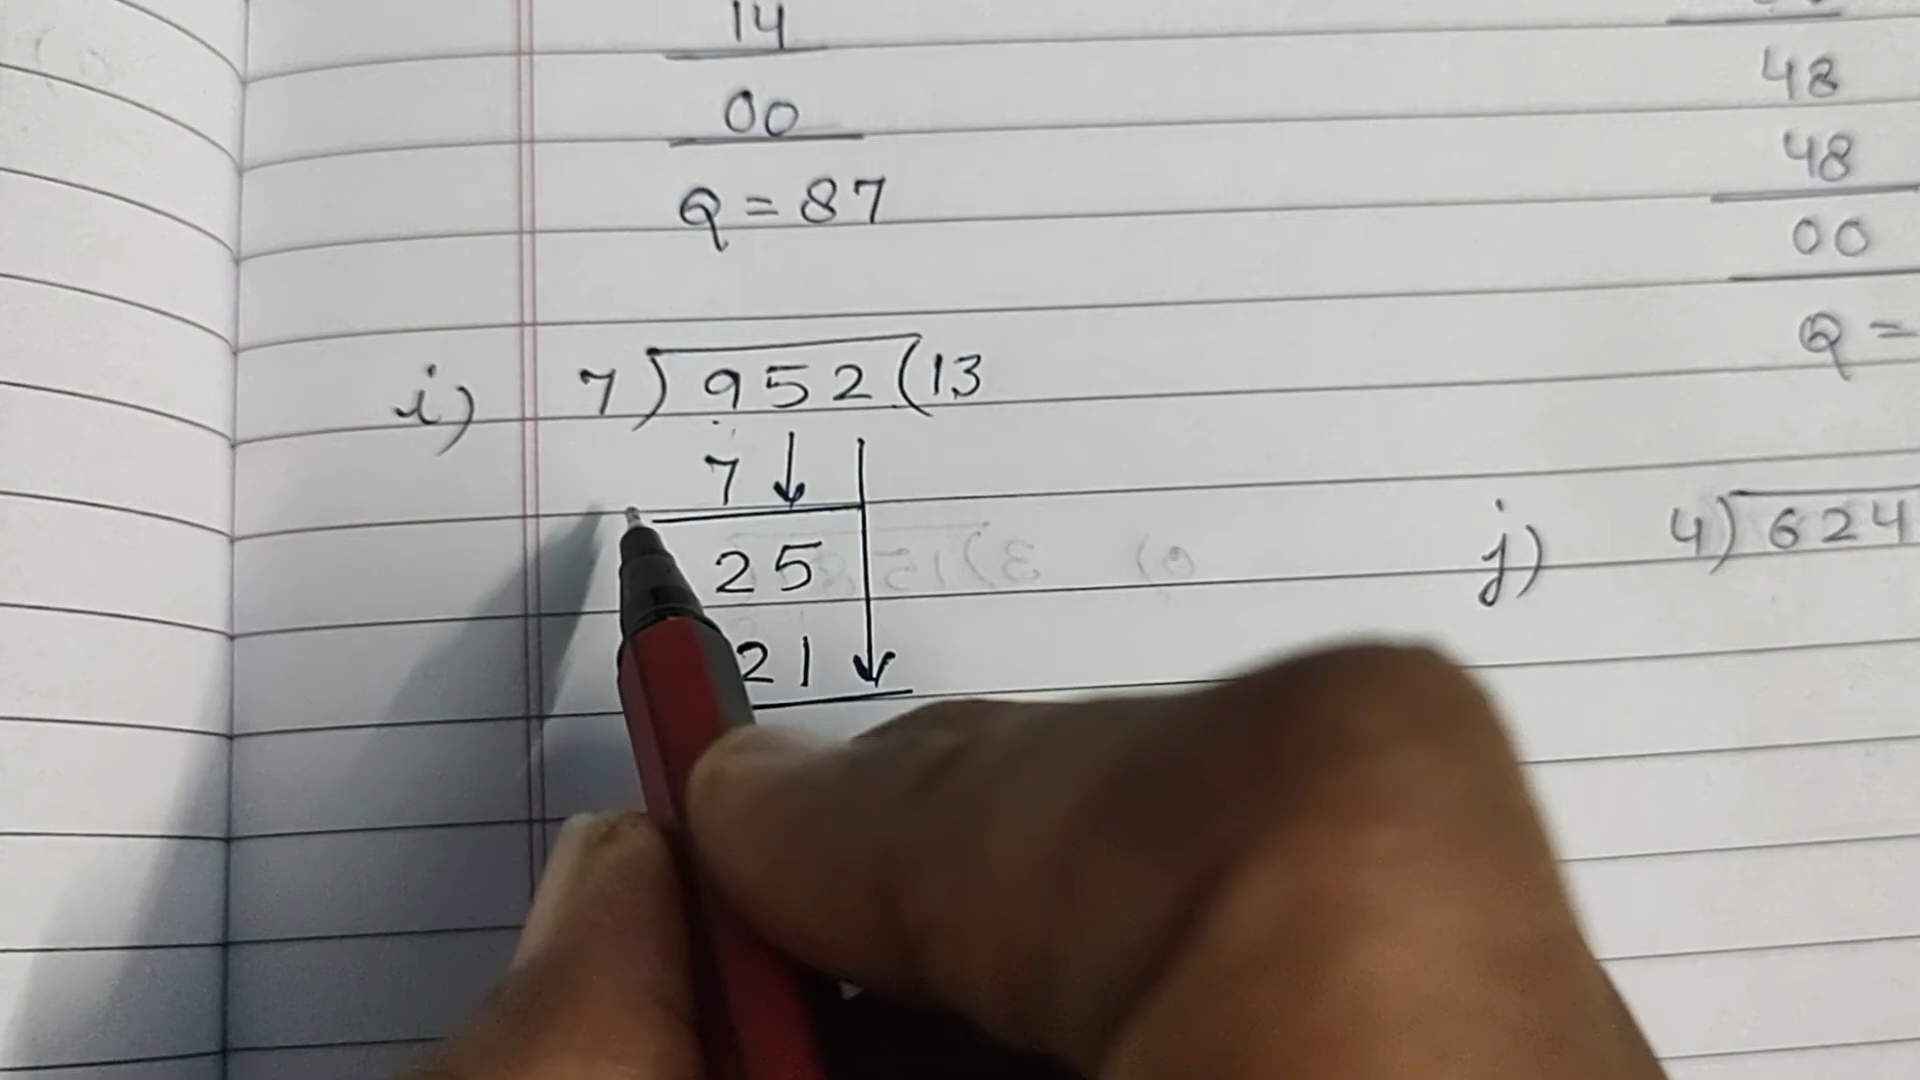 14
00
Q = 87
48
48
00
Q =
i) 7)952(13
7
25
21
j) 4)624